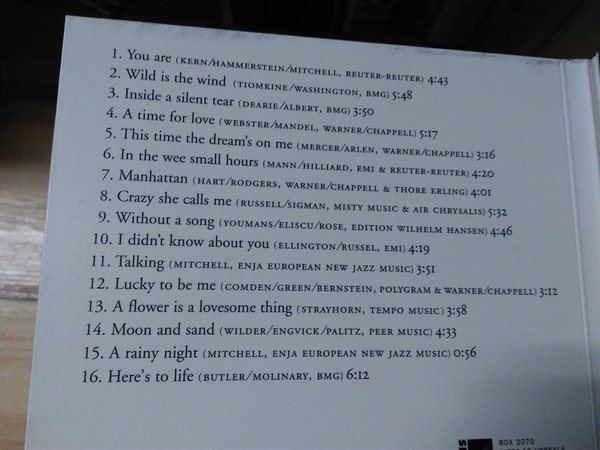 1. You are (KERN/HAMMERSTEIN/MITCHELL, REUTER-REUTER) 4:43
2. Wild is the wind (TIOMKINE/WASHINGTON, BMG) 5:48
3. Inside a silent tear (DEARIE/ALBERT, BMG) 3:50
4. A time for love (WEBSTER/MANDEL, WARNER/CHAPPELL) 5:17
5. This time the dream's on me (MERCER/ARLEN, WARNER/CHAPPELL) 3:16
6. In the wee small hours (MANN/HILLIARD, EMI & REUTER-REUTER) 4:20
7. Manhattan (HART/RODGERS, WARNER/CHAPPELL & THORE ERLING) 4:01
8. Crazy she calls me (RUSSELL/SIGMAN, MISTY MUSIC & AIR CHRYSALIS) 5:32
9. Without a song (YOUMANS/ELISCU/ROSE, EDITION WILHELM HANSEN) 4:46
10. I didn't know about you (ELLINGTON/RUSSEL, EMI) 4:19
11. Talking (MITCHELL, ENJA EUROPEAN NEW JAZZ MUSIC) 3:51
12. Lucky to be me (COMDEN/GREEN/BERNSTEIN, POLYGRAM & WARNER/CHAPPELL) 3:12
13. A flower is a lovesome thing (STRAYHORN, TEMPO MUSIC) 3:58
14. Moon and sand (WILDER/ENGVICK/PALITZ, PEER MUSIC) 4:33
15. A rainy night (MITCHELL, ENJA EUROPEAN NEW JAZZ MUSIC) 0:56
16. Here's to life (BUTLER/MOLINARY, BMG) 6:12
BOX 2070